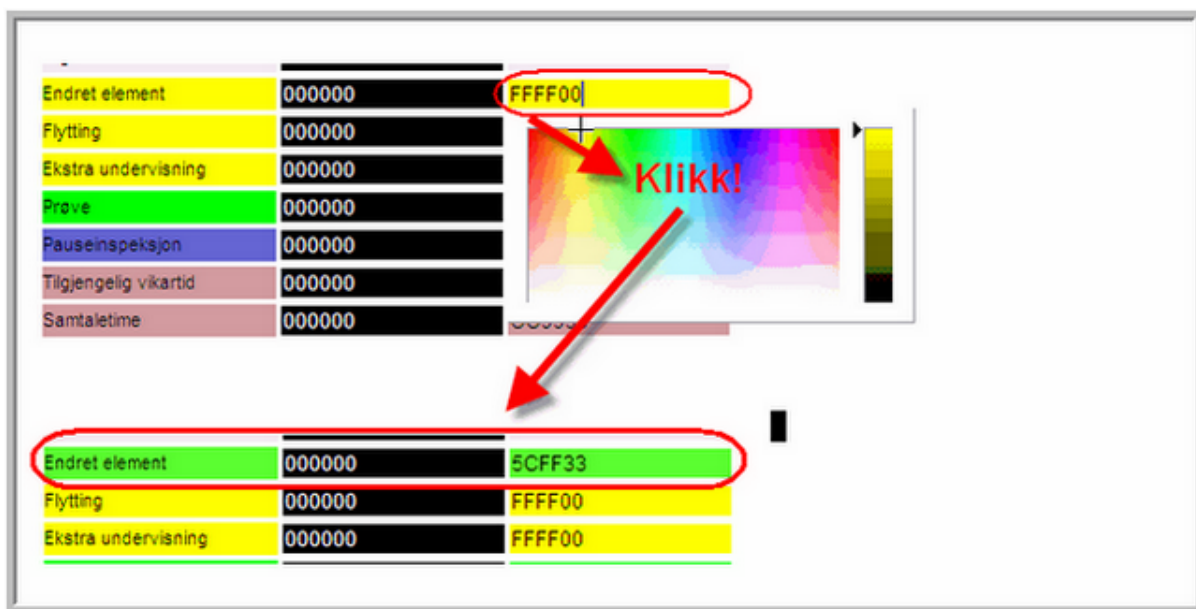 Endret element 000000 FFFF00
Flytting 000000
Ekstra undervisning 000000
Klikk!
Prøve 000000
Pauseinspeksjon 000000
Tilgjengelig vikartid 000000
Samtaletime 000000
Endret element 000000 5CFF33
Flytting 000000 FFFF00
Ekstra undervisning 000000 FFFF00